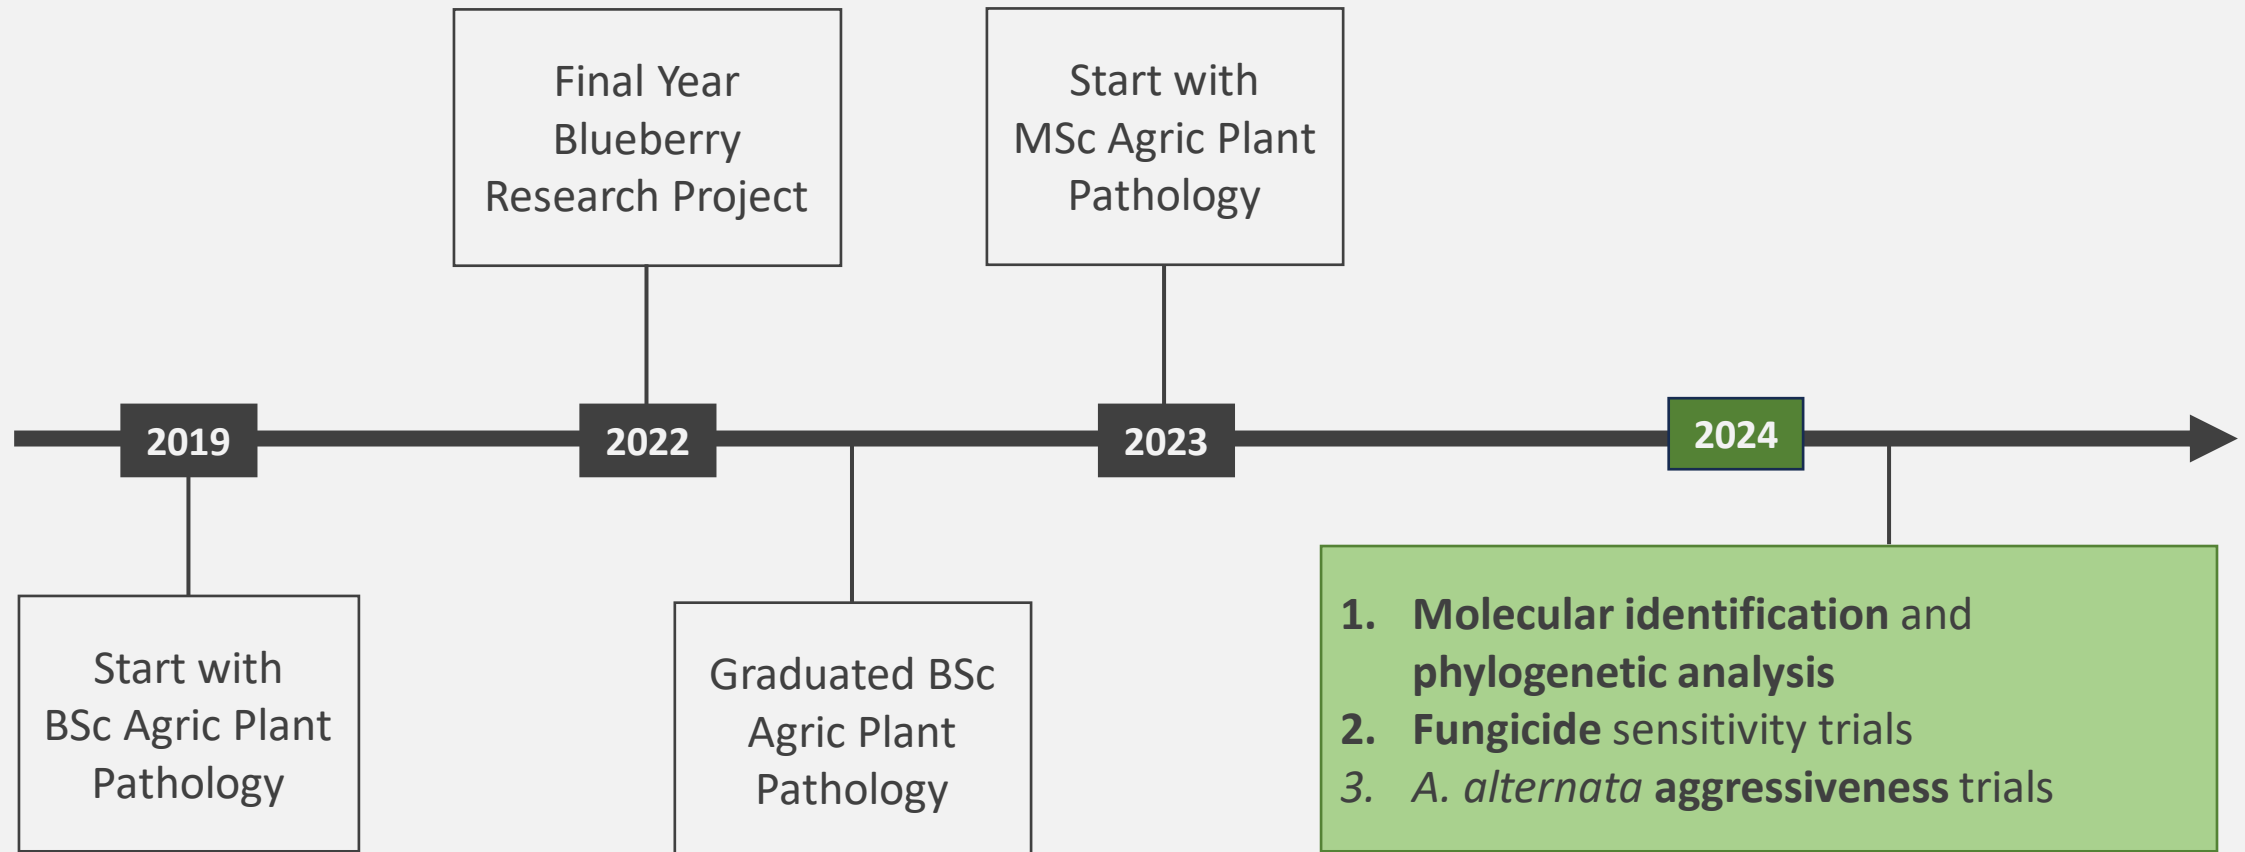 Final Year
Blueberry
Research Project
Start with
MSc Agric Plant
Pathology
2019
2022
2023
2024
Start with
BSc Agric Plant
Pathology
Graduated BSc
Agric Plant
Pathology
1. Molecular identification and
phylogenetic analysis
2. Fungicide sensitivity trials
3. A. alternata aggressiveness trials